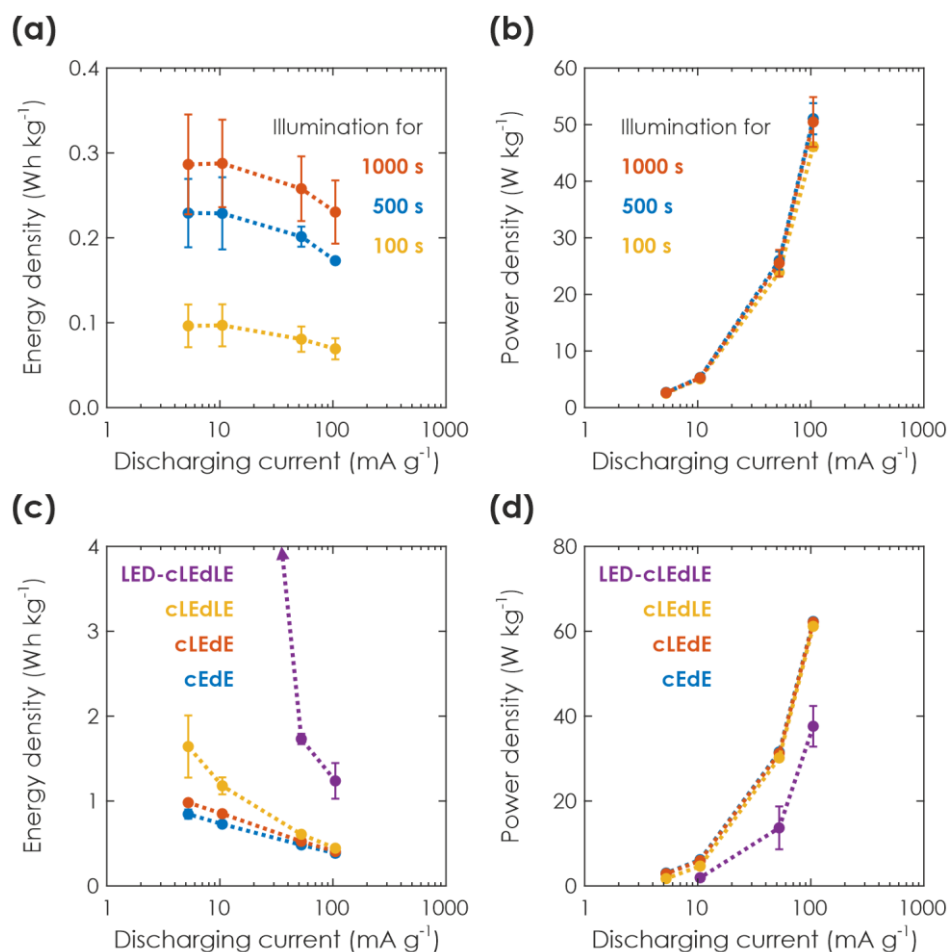 (a)
Energy density (Wh kg⁻¹)
0.4
0.3
0.2
0.1
0.0
Illumination for
1000 s
500 s
100 s
1
10
100
1000
Discharging current (mA g⁻¹)
(b)
Power density (W kg⁻¹)
60
50
40
30
20
10
0
Illumination for
1000 s
500 s
100 s
1
10
100
1000
Discharging current (mA g⁻¹)
(c)
Energy density (Wh kg⁻¹)
4
3
2
1
0
LED-cLEdLE
cLEdLE
cLEdE
cEdE
1
10
100
1000
Discharging current (mA g⁻¹)
(d)
Power density (W kg⁻¹)
80
60
40
20
0
LED-cLEdLE
cLEdLE
cLEdE
cEdE
1
10
100
1000
Discharging current (mA g⁻¹)